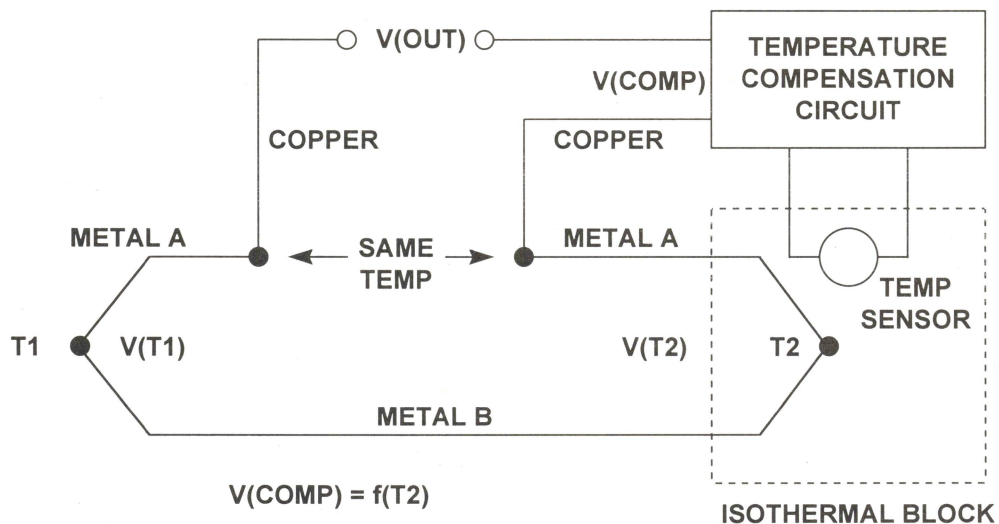 V(OUT)
TEMPERATURE
COMPENSATION
CIRCUIT
V(COMP)
COPPER
COPPER
METAL A
SAME
TEMP
METAL A
TEMP
SENSOR
T1
V(T1)
V(T2)
T2
METAL B
V(COMP) = f(T2)
ISOTHERMAL BLOCK